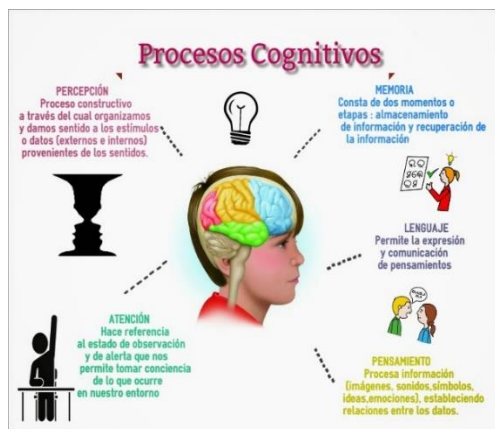 Procesos Cognitivos
PERCEPCIÓN
Proceso constructivo
a través del cual organizamos
y damos sentido a los estímulos
o datos (externos e internos)
provenientes de los sentidos.
MEMORIA
Consta de dos momentos o
etapas : almacenamiento
de información y recuperación de
la información
LENGUAJE
Permite la expresión
y comunicación
de pensamientos
ATENCIÓN
Hace referencia
al estado de observación
y de alerta que nos
permite tomar conciencia
de lo que ocurre
en nuestro entorno
PENSAMIENTO
Procesa información
(imágenes, sonidos,símbolos,
ideas,emociones), estableciendo
relaciones entre los datos.